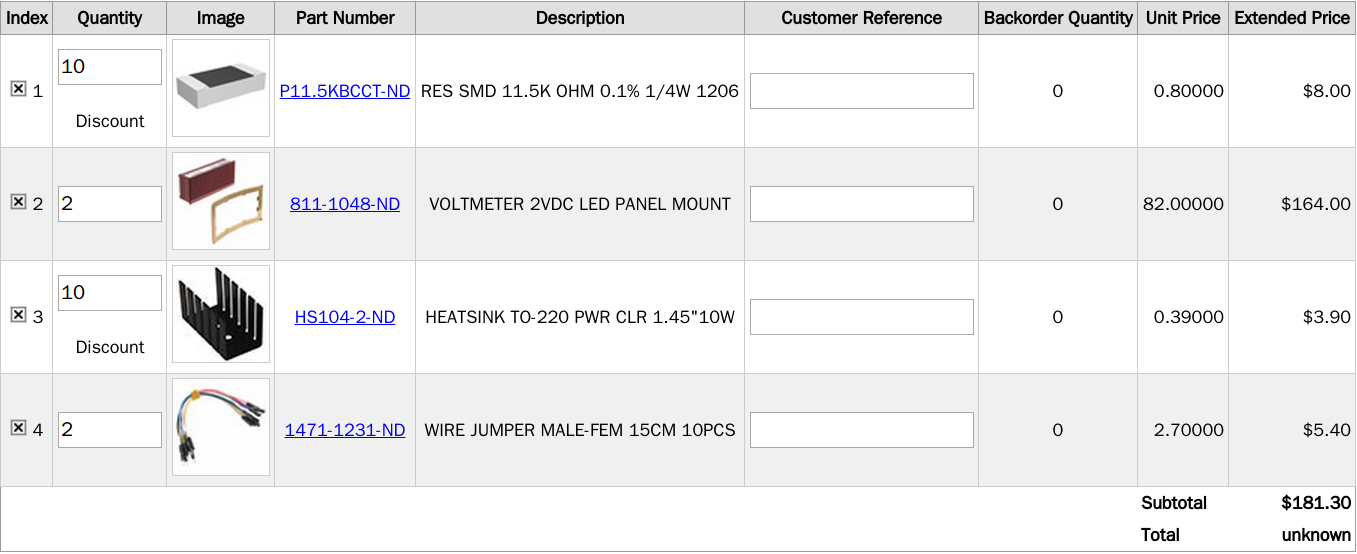 Index Quantity Image Part Number Description Customer Reference Backorder Quantity Unit Price Extended Price
1 10 P11.5KBCCT-ND RES SMD 11.5K OHM 0.1% 1/4W 1206 0 0.80000 $8.00
Discount
2 2 811-1048-ND VOLTMETER 2VDC LED PANEL MOUNT 0 82.00000 $164.00
3 10 HS104-2-ND HEATSINK TO-220 PWR CLR 1.45"10W 0 0.39000 $3.90
Discount
4 2 1471-1231-ND WIRE JUMPER MALE-FEM 15CM 10PCS 0 2.70000 $5.40
Subtotal $181.30
Total unknown